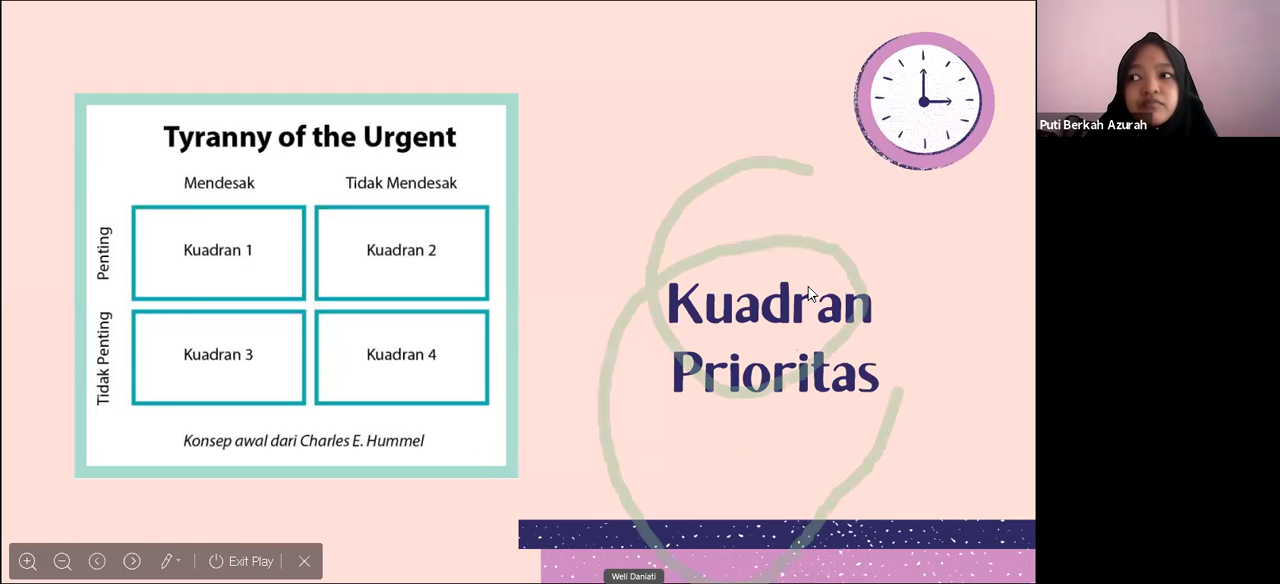 Tyranny of the Urgent
Mendesak
Tidak Mendesak
Penting
Kuadran 1
Kuadran 2
Tidak Penting
Kuadran 3
Kuadran 4
Konsep awal dari Charles E. Hummel
Kuadran
Prioritas
Puti Berkah Azurah
Exit Play
Weli Daniati